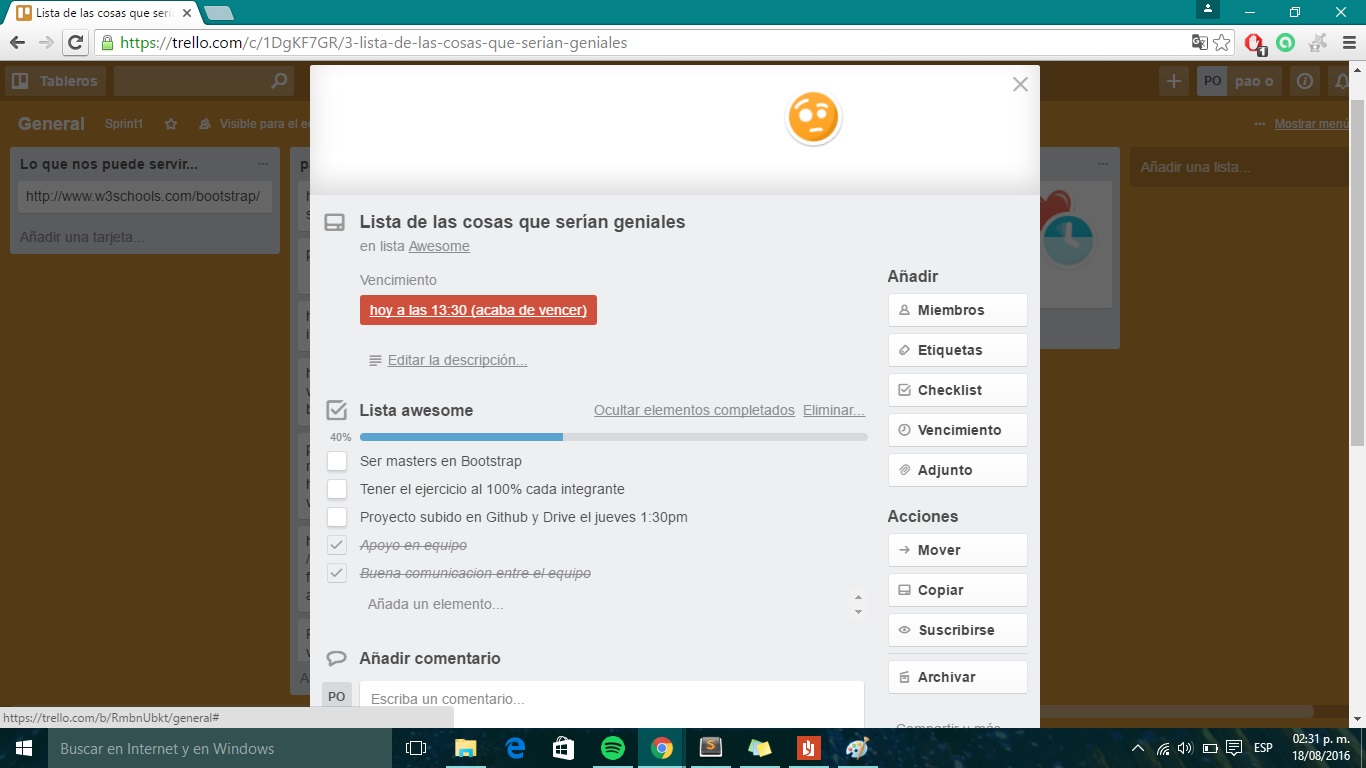 Lista de las cosas que serí
https://trello.com/c/1DgKF7GR/3-lista-de-las-cosas-que-serian-geniales
1
Tableros
PO pao o
General Sprint1 Visible para el
Mostrar menú
Lo que nos puede servir...
http://www.w3schools.com/bootstrap/
Añadir una tarjeta...
Añadir una lista...
Lista de las cosas que serían geniales
en lista Awesome
Vencimiento
hoy a las 13:30 (acaba de vencer)
Editar la descripción...
Lista awesome
Ocultar elementos completados Eliminar...
40%
Ser masters en Bootstrap
Tener el ejercicio al 100% cada integrante
Proyecto subido en Github y Drive el jueves 1:30pm
Apoyo en equipo
Buena comunicacion entre el equipo
Añada un elemento...
Añadir comentario
PO
Escriba un comentario...
Añadir
Miembros
Etiquetas
Checklist
Vencimiento
Adjunto
Acciones
Mover
Copiar
Suscribirse
Archivar
Compartir y más
https://trello.com/b/RmbnUbkt/general#
Buscar en Internet y en Windows
ESP
02:31 p. m.
18/08/2016